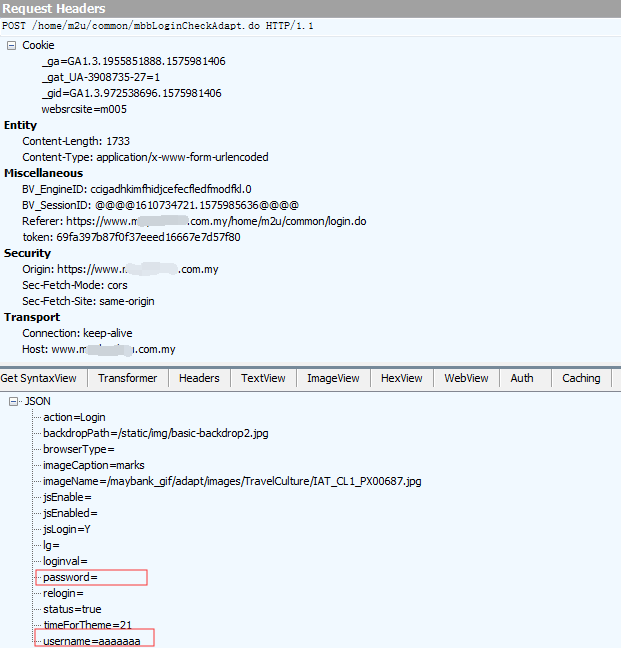 Request Headers
POST /home/m2u/common/mbbLoginCheckAdapt.do HTTP/1.1
Cookie
_ga=GA1.3.1955851888.1575981406
_gat_UA-3908735-27=1
_gid=GA1.3.972538696.1575981406
websrcsite=m005
Entity
Content-Length: 1733
Content-Type: application/x-www-form-urlencoded
Miscellaneous
BV_EngineID: ccigadhkimfhidjcefecfledfmodfkl.0
BV_SessionID: @@@@1610734721.1575985636@@@@
Referer: https://www.m .com.my/home/m2u/common/login.do
token: 69fa397b87f0f37eeed16667e7d57f80
Security
Origin: https://www. .com.my
Sec-Fetch-Mode: cors
Sec-Fetch-Site: same-origin
Transport
Connection: keep-alive
Host: www.m .com.my
Get SyntaxView Transformer Headers TextView ImageView HexView WebView Auth Caching
JSON
action=Login
backdropPath=/static/img/basic-backdrop2.jpg
browserType=
imageCaption=marks
imageName=/maybank_gif/adapt/images/TravelCulture/IAT_CL1_PX00687.jpg
jsEnable=
jsEnabled=
jsLogin=Y
lg=
loginval=
password=
relogin=
status=true
timeForTheme=21
username=aaaaaaa